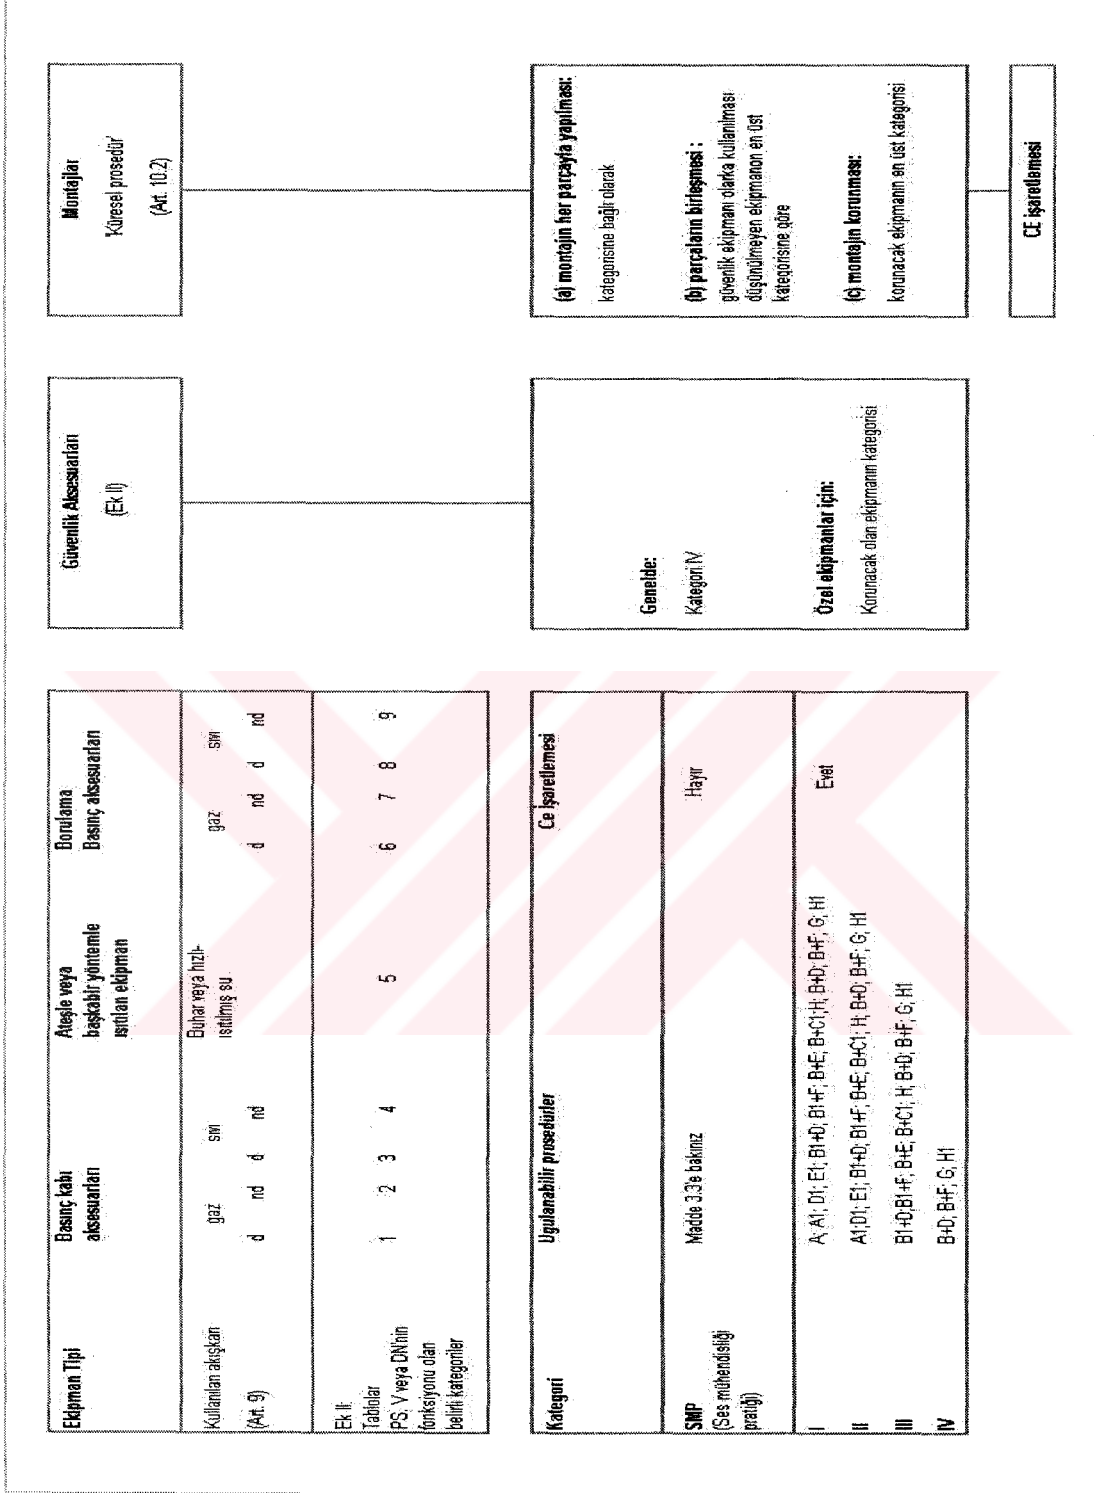 Ekipman Tipi
Basınç kabı
aksesuarları
Ateşle veya
başkabir yöntemle
ısıtılan ekipman
Borulama
Basınç aksesuarları
Kullanılan akışkan
(Art. 9)
gaz sıvı
d nd d nd
Buhar veya hızlı-
ısıtılmış su
gaz sıvı
d nd d nd
Ek II:
Tablolar
PS, V veya DN'nin
fonksiyonu olan
belirli kategoriler
1 2 3 4 5 6 7 8 9
Kategori Ugulanabilir prosedürler Ce İşaretlemesi
SMP
(Ses mühendisliği
pratiği)
Madde 3.3'e bakınız Hayır
I A; A1; D1; E1; B1+D; B1+F; B+E; B+C1;H; B+D; B+F; G; H1 Evet
II A1;D1; E1; B1+D; B1+F; B+E; B+C1; H; B+D; B+F; G; H1
III B1+D;B1+F; B+E; B+C1; H; B+D; B+F; G; H1
IV B+D; B+F; G; H1
Güvenlik Aksesuarları
(Ek II)
Genelde:
Kategori IV
Özel ekipmanlar için:
Korunacak olan ekipmanın kategorisi
Montajlar
'Küresel prosedür'
(Art. 10.2)
(a) montajın her parçayla yapılması:
kategorisine bağlı olarak
(b) parçaların birleşmesi :
güvenlik ekipmanı olarka kullanılması
düşünülmeyen ekipmanon en üst
kategorisine göre
(c) montajın korunması:
korunacak ekipmanın en üst kategorisi
CE işaretlemesi